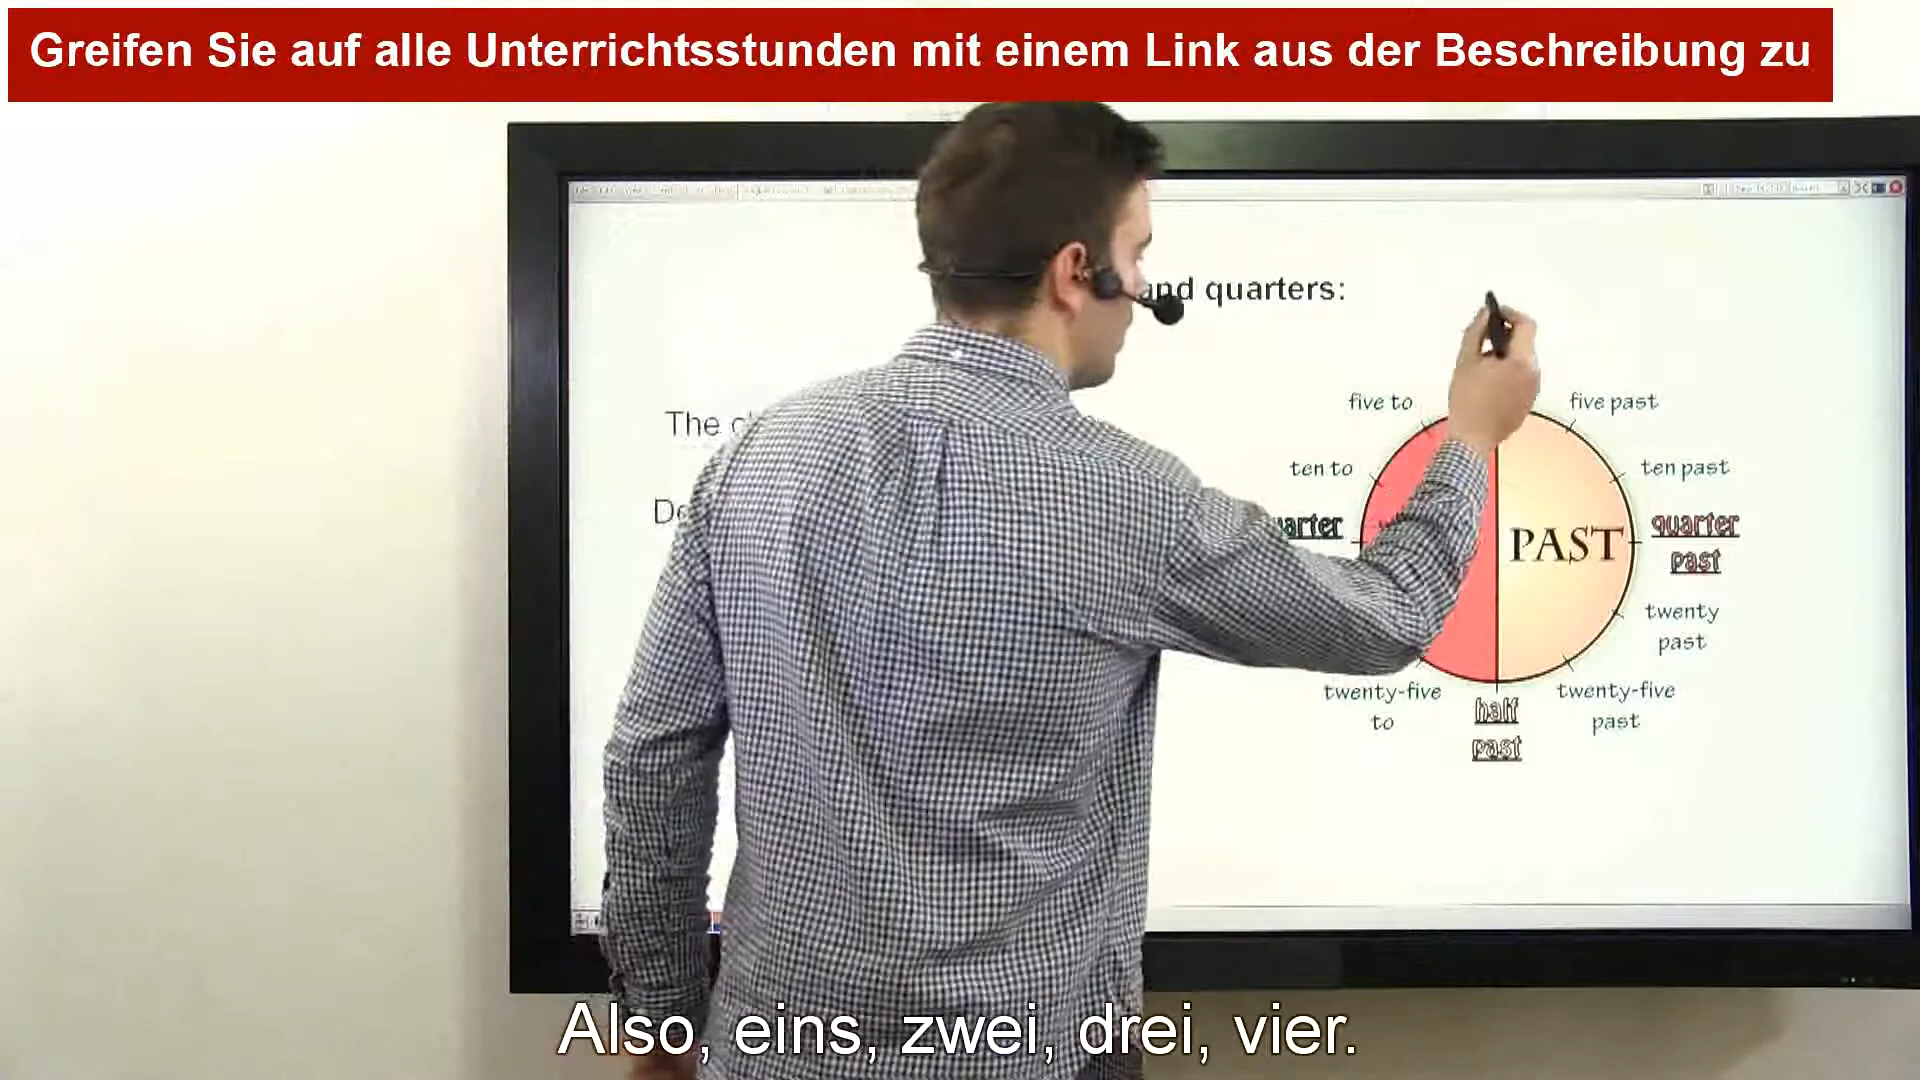 Greifen Sie auf alle Unterrichtsstunden mit einem Link aus der Beschreibung zu
and quarters:
five to
five past
The
ten to
ten past
PAST
quarter
past
twenty
past
twenty-five
to
half
past
twenty-five
past
Also, eins, zwei, drei, vier.